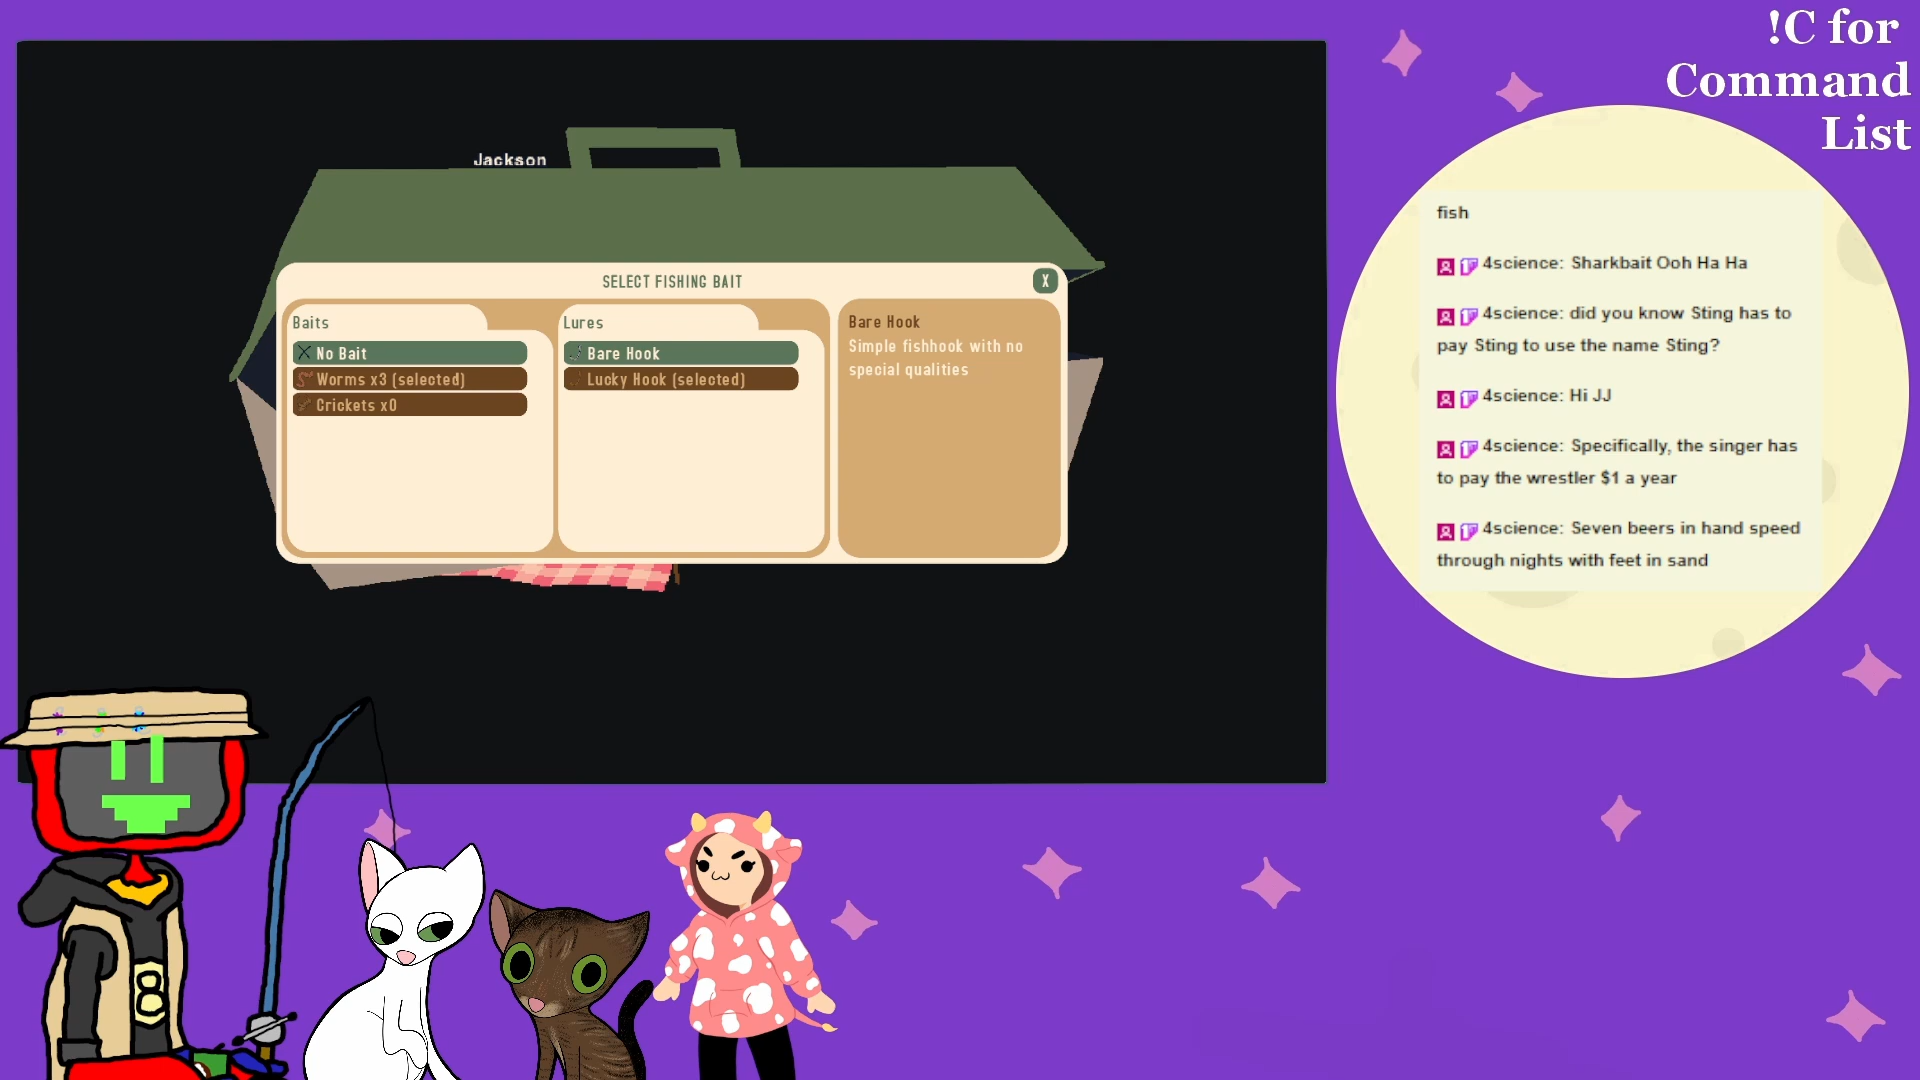 !C for
Command
List
Jackson
SELECT FISHING BAIT
X
Baits
No Bait
Worms x3 (selected)
Crickets x0
Lures
Bare Hook
Lucky Hook (selected)
Bare Hook
Simple fishhook with no
special qualities
fish
4science: Sharkbait Ooh Ha Ha
4science: did you know Sting has to
pay Sting to use the name Sting?
4science: Hi JJ
4science: Specifically, the singer has
to pay the wrestler $1 a year
4science: Seven beers in hand speed
through nights with feet in sand
8